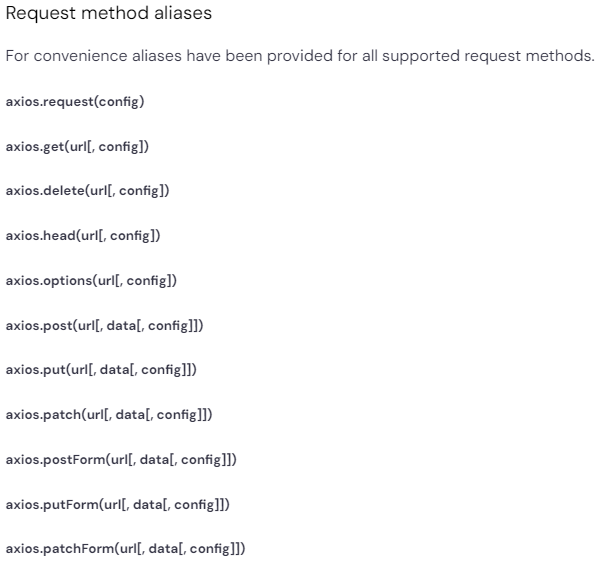 Request method aliases
For convenience aliases have been provided for all supported request methods.
axios.request(config)
axios.get(url[, config])
axios.delete(url[, config])
axios.head(url[, config])
axios.options(url[, config])
axios.post(url[, data[, config]])
axios.put(url[, data[, config]])
axios.patch(url[, data[, config]])
axios.postForm(url[, data[, config]])
axios.putForm(url[, data[, config]])
axios.patchForm(url[, data[, config]])